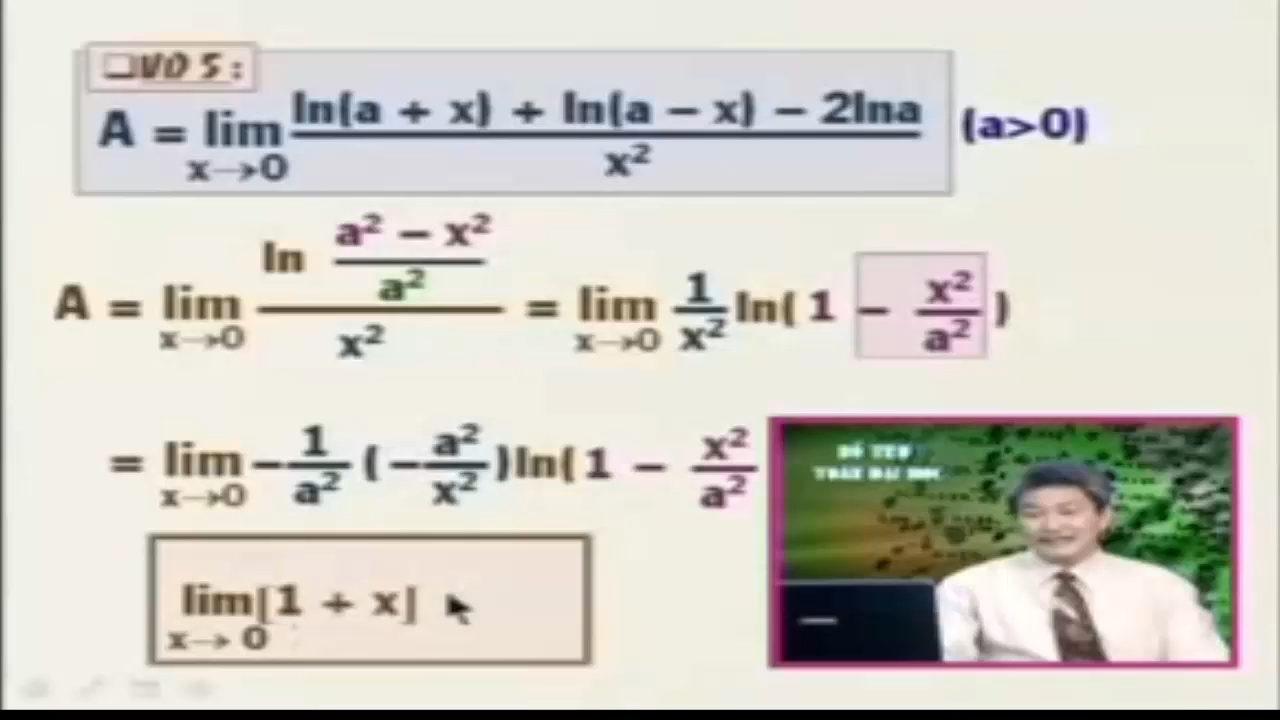 ❑VD 5 :
A = lim x→0 (ln(a + x) + ln(a – x) – 2lna) / x² (a>0)
A = lim x→0 (ln (a² – x²) / a²) / x² = lim x→0 1/x² ln( 1 – x²/a² )
= lim x→0 – 1/a² (– a²/x²)ln( 1 – x²/a²
lim x→ 0 [1 + x]